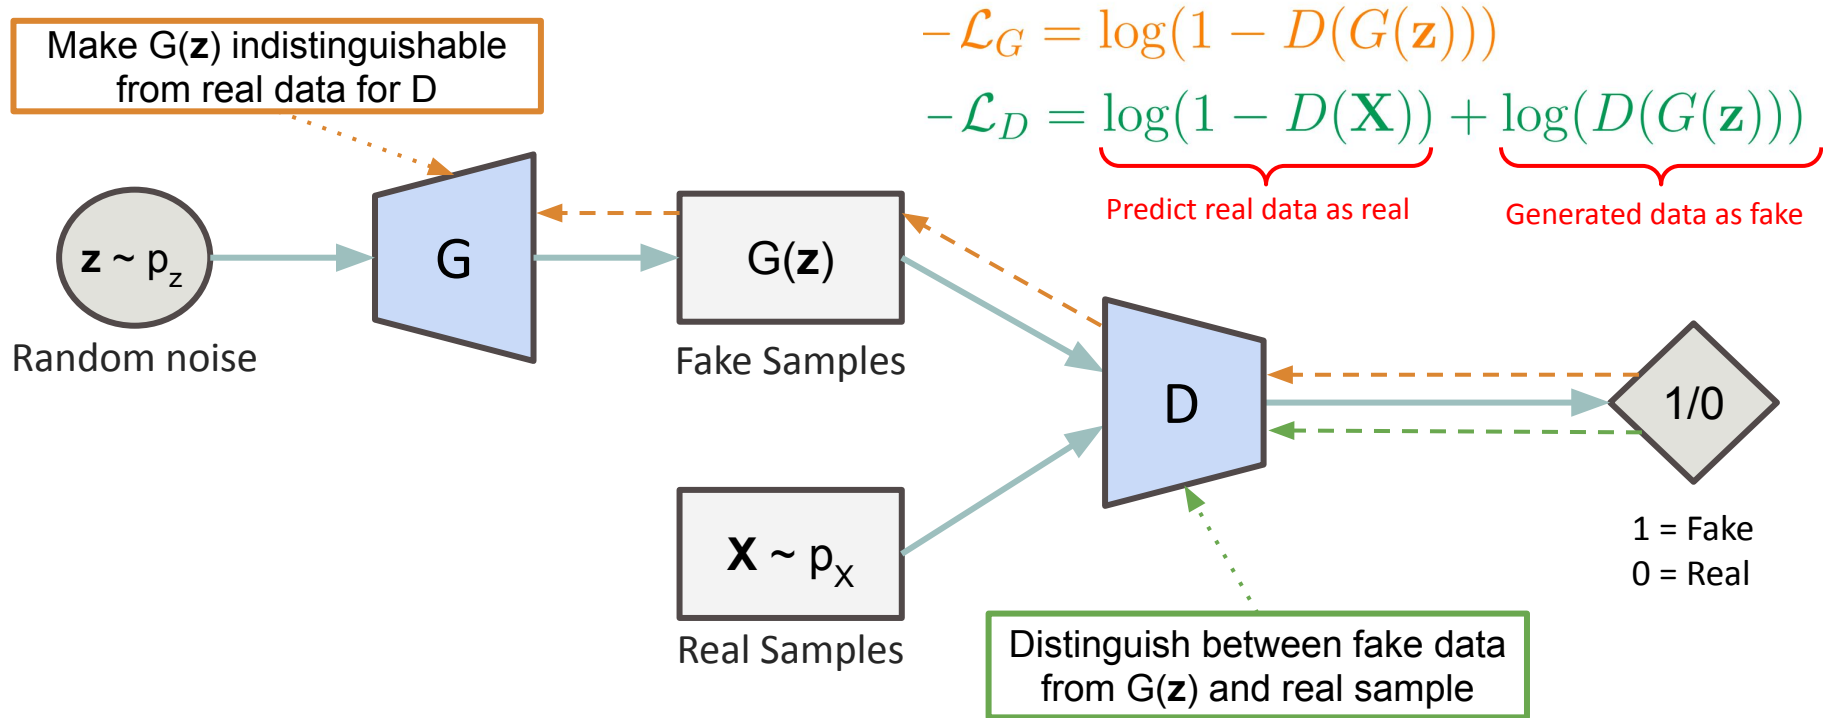 Make G(z) indistinguishable
from real data for D
−ℒ_G = log(1 − D(G(z)))
−ℒ_D = log(1 − D(X)) + log(D(G(z)))
Predict real data as real
Generated data as fake
z ~ p_z
Random noise
G
G(z)
Fake Samples
D
1/0
1 = Fake
0 = Real
X ~ p_X
Real Samples
Distinguish between fake data
from G(z) and real sample